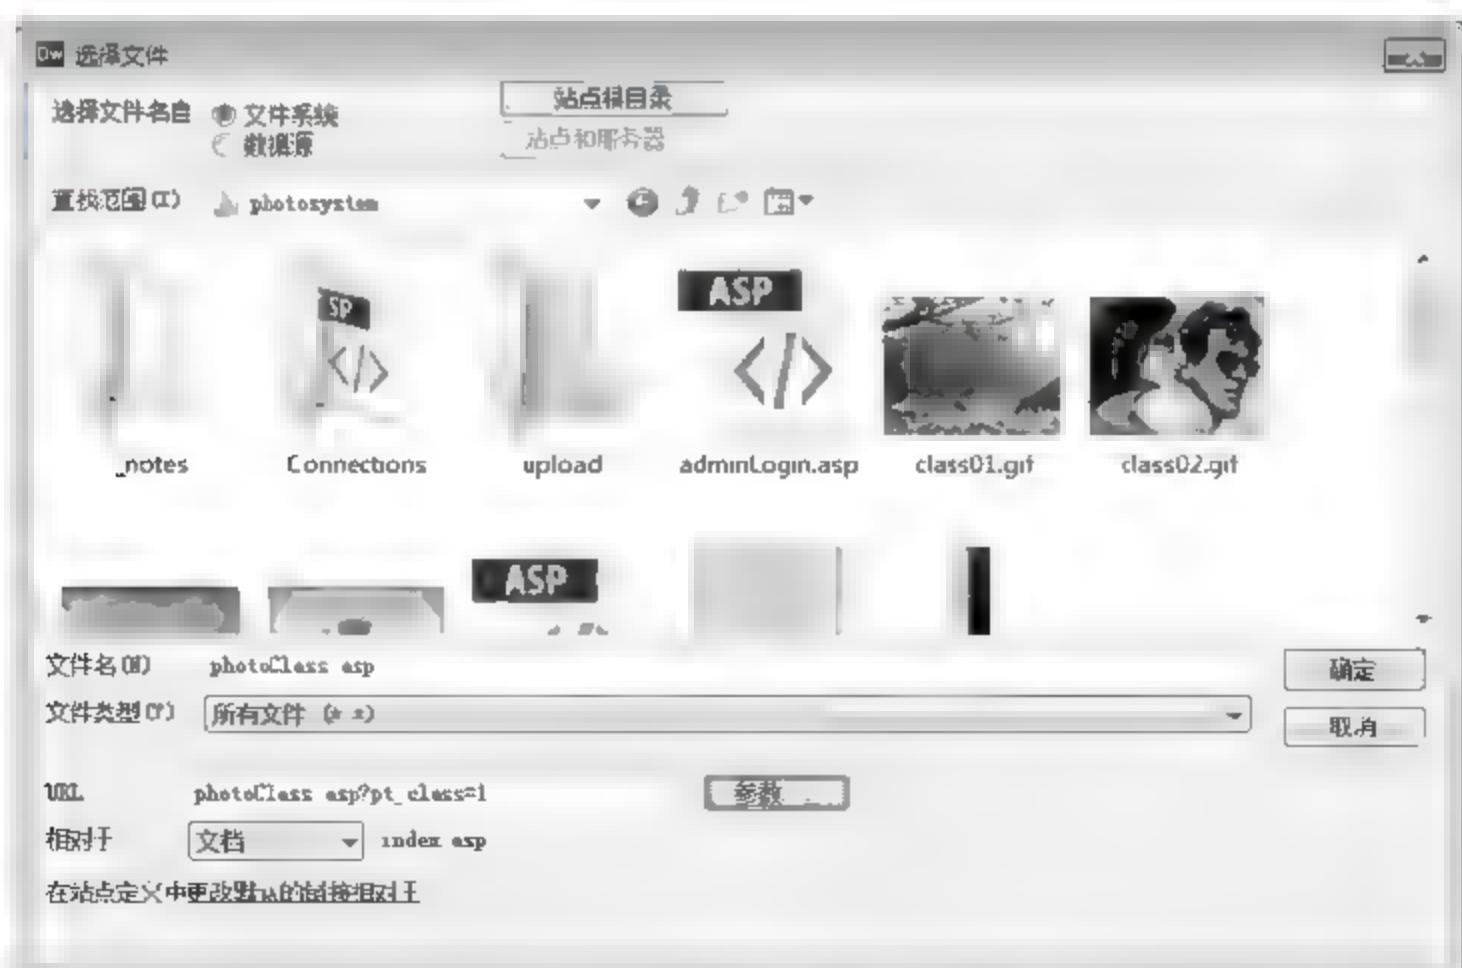 Dw 选择文件
选择文件名自 文件系统 站点根目录
数据源 站点和服务器
查找范围(I) photosystem
SP
ASP
_notes Connections upload adminLogin.asp class01.gif class02.gif
ASP
文件名(N) photoClass asp 确定
文件类型(T) 所有文件 (* *) 取消
URL photoClass asp?pt_class=1 参数
相对于 文档 index asp
在站点定义中更改默认的链接相对于